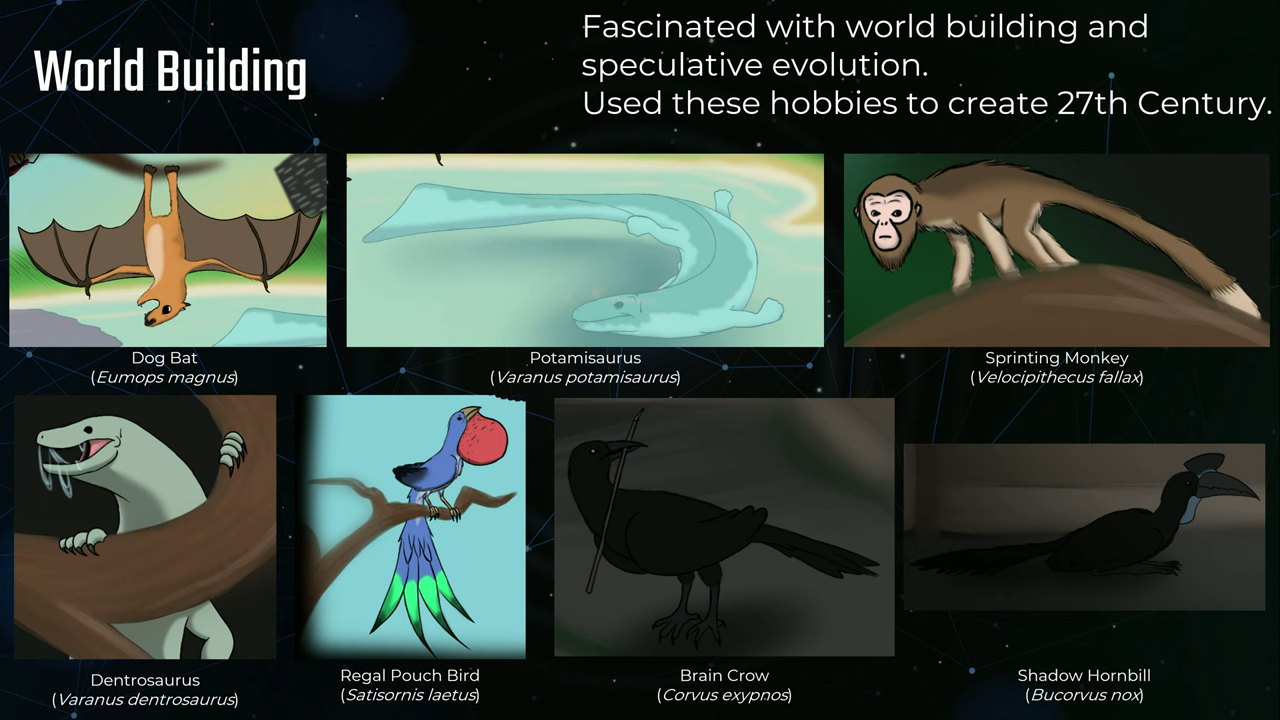 World Building
Fascinated with world building and
speculative evolution.
Used these hobbies to create 27th Century.
Dog Bat
(Eumops magnus)
Potamisaurus
(Varanus potamisaurus)
Sprinting Monkey
(Velocipithecus fallax)
Dentrosaurus
(Varanus dentrosaurus)
Regal Pouch Bird
(Satisornis laetus)
Brain Crow
(Corvus exypnos)
Shadow Hornbill
(Bucorvus nox)